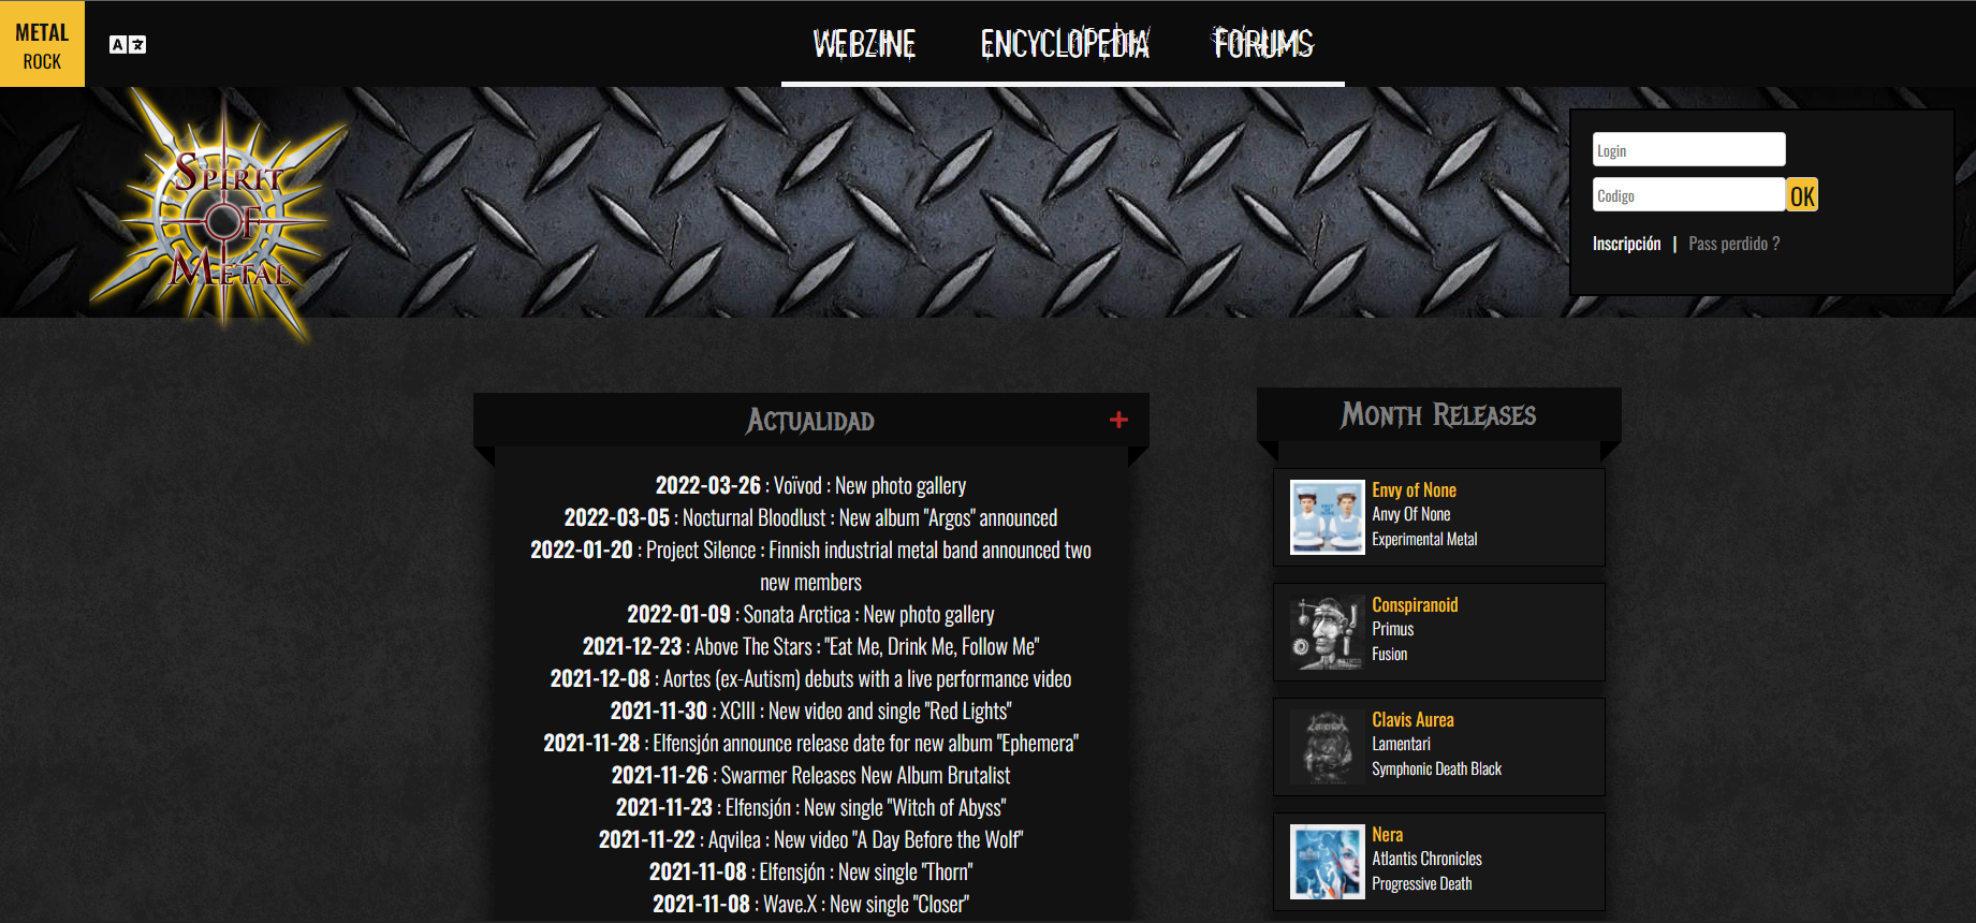 METAL
ROCK
WEBZINE ENCYCLOPEDIA FORUMS
Spirit
Of
Metal
Login
Codigo
OK
Inscripción | Pass perdido ?
Actualidad +
2022-03-26 : Voïvod : New photo gallery
2022-03-05 : Nocturnal Bloodlust : New album "Argos" announced
2022-01-20 : Project Silence : Finnish industrial metal band announced two
new members
2022-01-09 : Sonata Arctica : New photo gallery
2021-12-23 : Above The Stars : "Eat Me, Drink Me, Follow Me"
2021-12-08 : Aortes (ex-Autism) debuts with a live performance video
2021-11-30 : XCIII : New video and single "Red Lights"
2021-11-28 : Elfensjón announce release date for new album "Ephemera"
2021-11-26 : Swarmer Releases New Album Brutalist
2021-11-23 : Elfensjón : New single "Witch of Abyss"
2021-11-22 : Aqvilea : New video "A Day Before the Wolf"
2021-11-08 : Elfensjón : New single "Thorn"
2021-11-08 : Wave.X : New single "Closer"
Month Releases
Envy of None
Anvy Of None
Experimental Metal
Conspiranoid
Primus
Fusion
Clavis Aurea
Lamentari
Symphonic Death Black
Nera
Atlantis Chronicles
Progressive Death